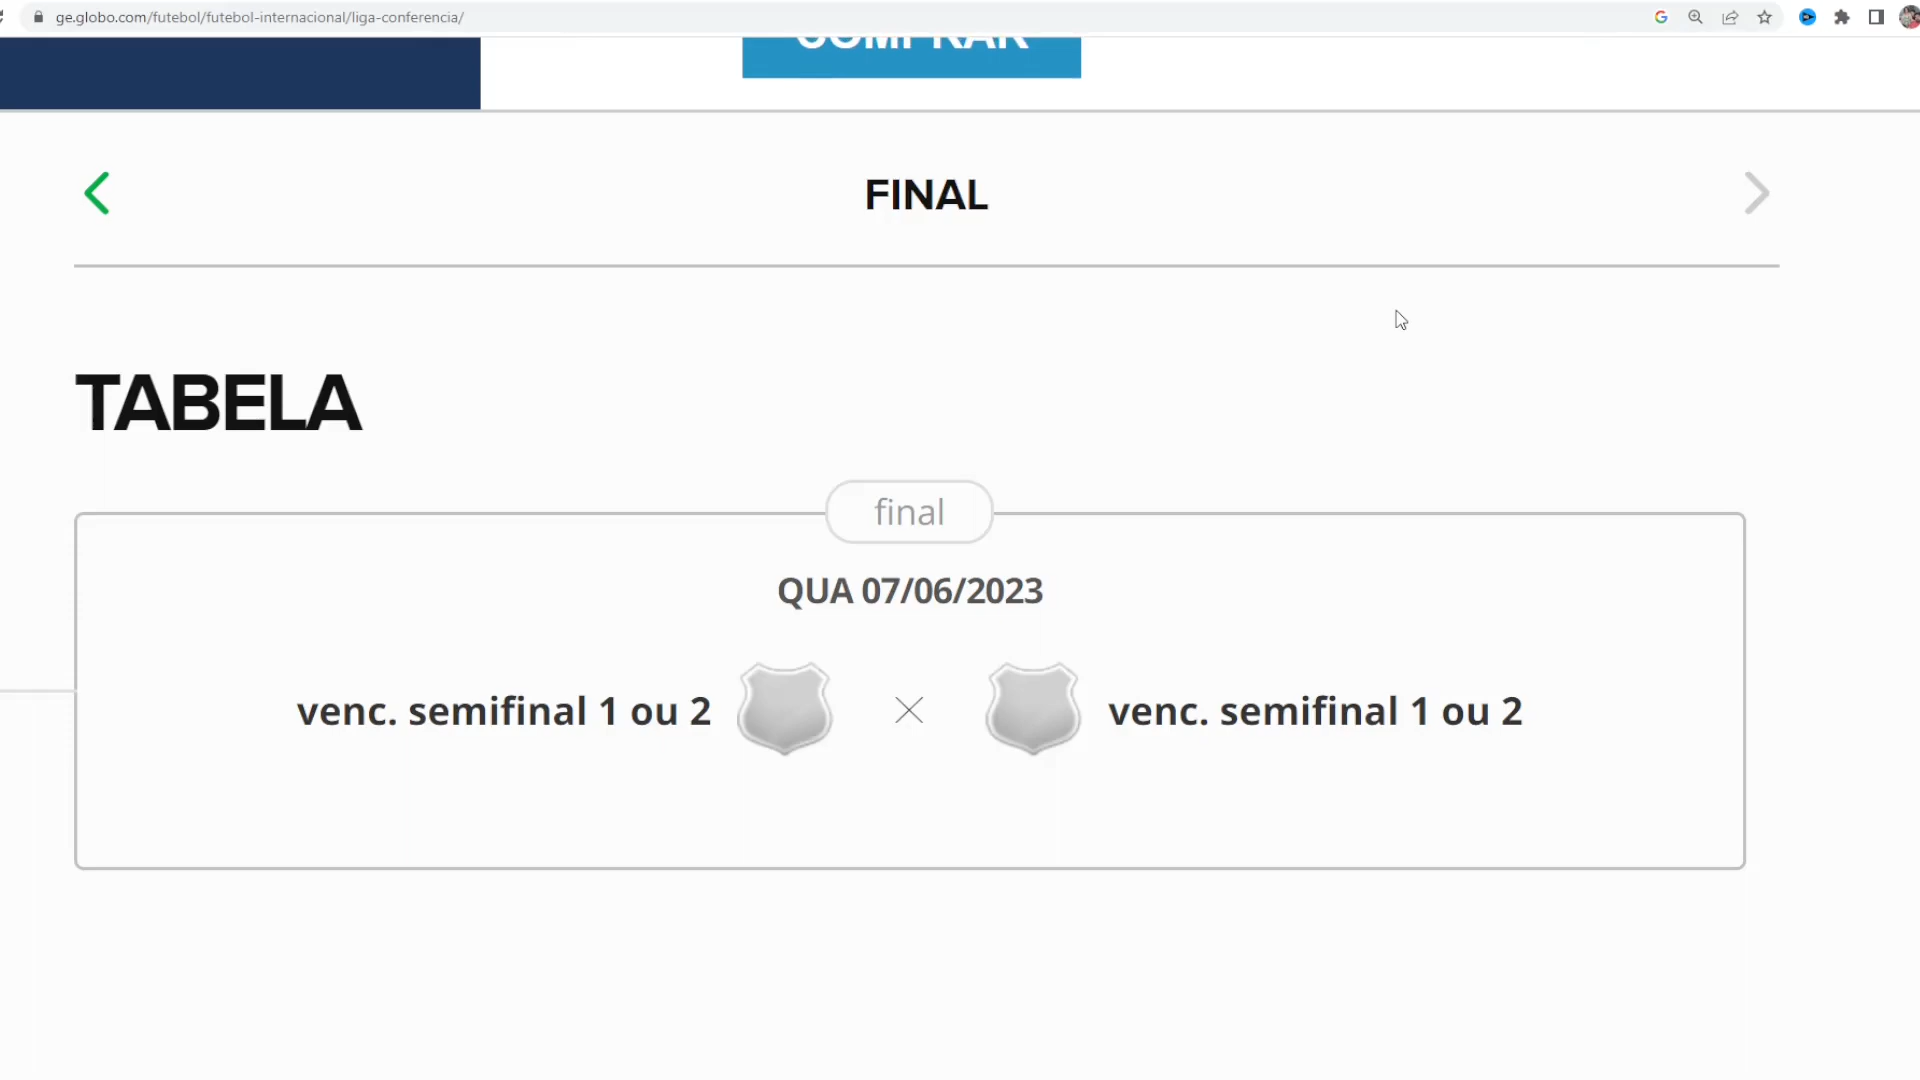 ge.globo.com/futebol/futebol-internacional/liga-conferencia/
COMPRAR
FINAL
TABELA
final
QUA 07/06/2023
venc. semifinal 1 ou 2
venc. semifinal 1 ou 2